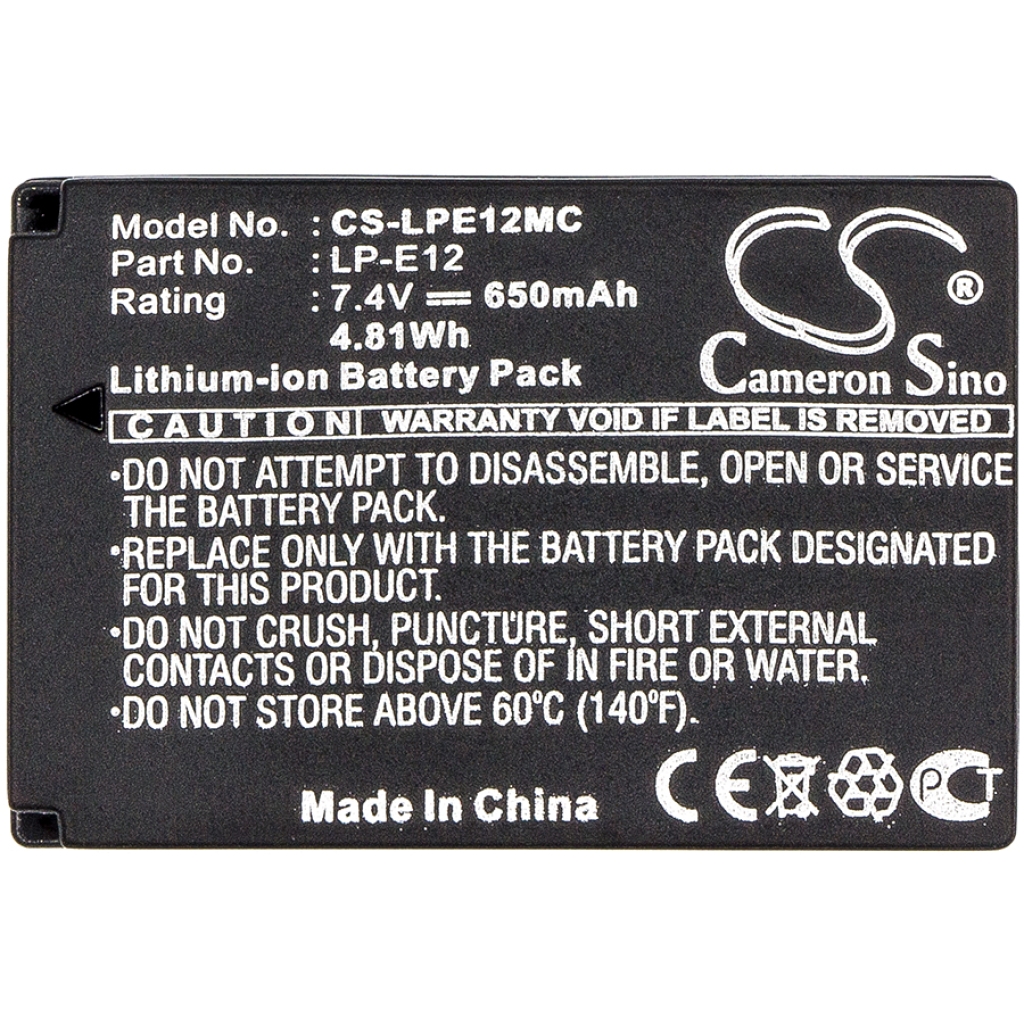 Model No. : CS-LPE12MC
Part No. : LP-E12
Rating : 7.4V ⎓ 650mAh
4.81Wh
CS®
Cameron Sino
Lithium-ion Battery Pack
CAUTION WARRANTY VOID IF LABEL IS REMOVED
•DO NOT ATTEMPT TO DISASSEMBLE, OPEN OR SERVICE
THE BATTERY PACK.
•REPLACE ONLY WITH THE BATTERY PACK DESIGNATED
FOR THIS PRODUCT.
•DO NOT CRUSH, PUNCTURE, SHORT EXTERNAL
CONTACTS OR DISPOSE OF IN FIRE OR WATER.
•DO NOT STORE ABOVE 60°C (140°F).
Made In China CE PCT